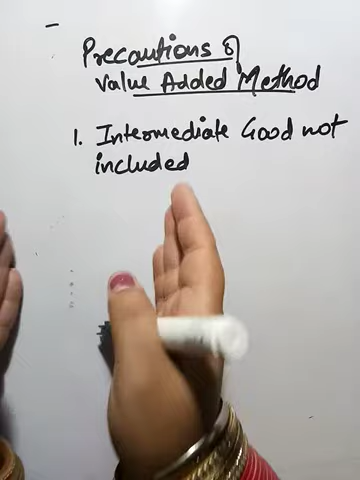 Precautions of
Value Added Method
1. Intermediate Good not
included